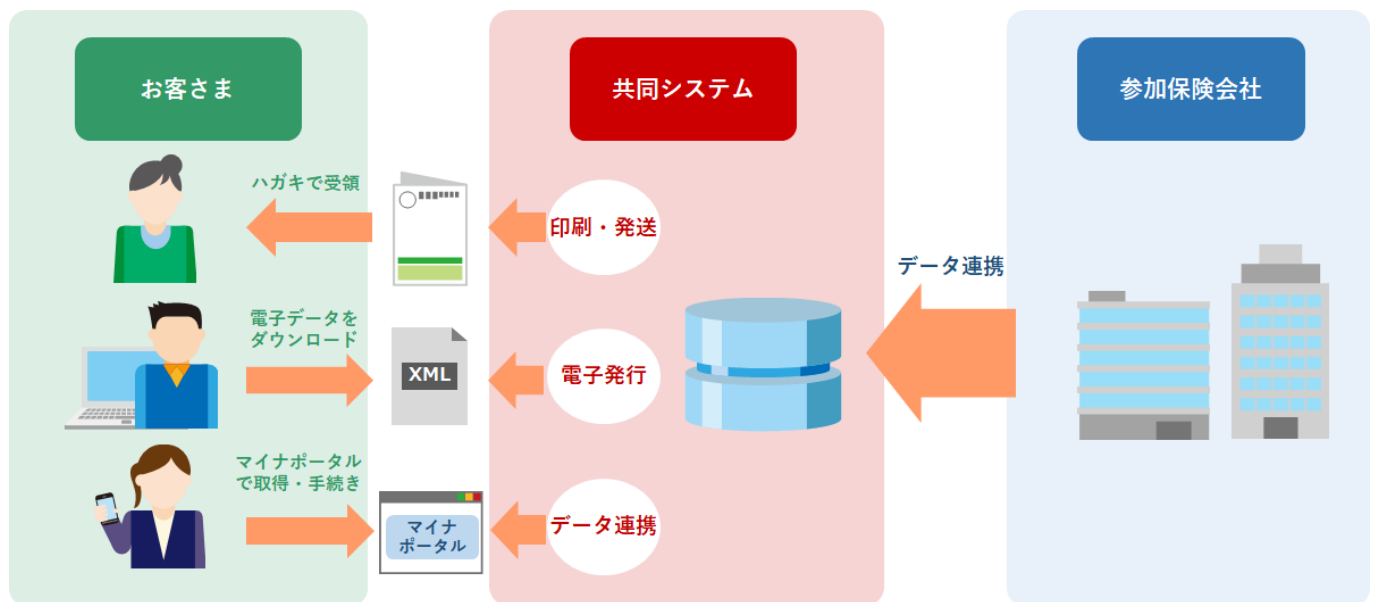 お客さま
共同システム
参加保険会社
ハガキで受領
印刷・発送
データ連携
電子データを
ダウンロード
XML
電子発行
マイナポータル
で取得・手続き
マイナ
ポータル
データ連携